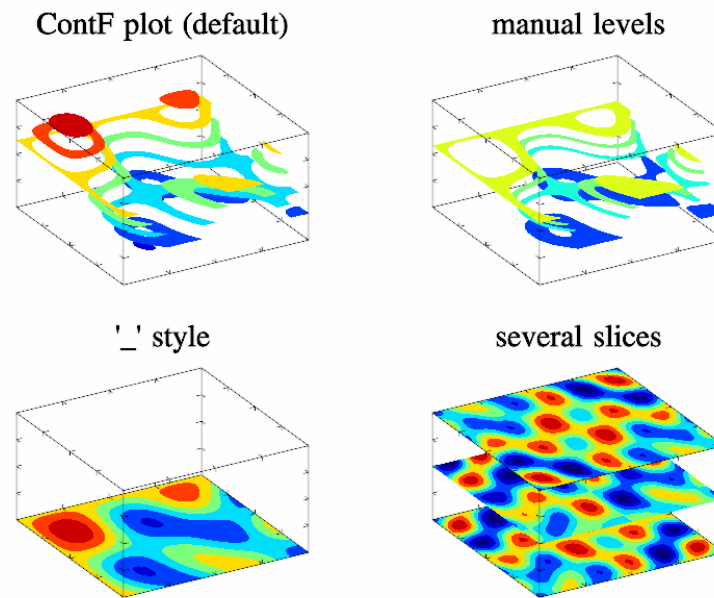 ContF plot (default)
manual levels
'_' style
several slices